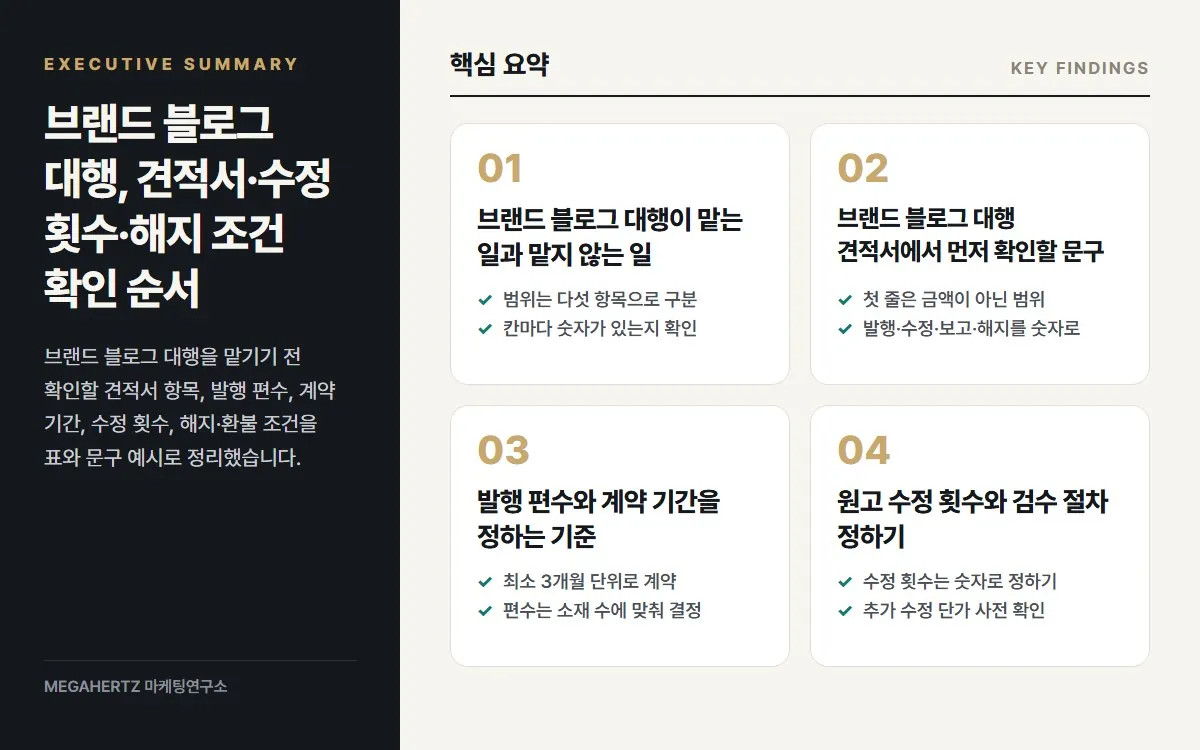 EXECUTIVE SUMMARY
브랜드 블로그
대행, 견적서·수정
횟수·해지 조건
확인 순서
브랜드 블로그 대행을 맡기기 전
확인할 견적서 항목, 발행 편수, 계약
기간, 수정 횟수, 해지·환불 조건을
표와 문구 예시로 정리했습니다.
MEGAHERTZ 마케팅연구소
핵심 요약
KEY FINDINGS
01
브랜드 블로그 대행이 맡는
일과 맡지 않는 일
범위는 다섯 항목으로 구분
칸마다 숫자가 있는지 확인
02
브랜드 블로그 대행
견적서에서 먼저 확인할 문구
첫 줄은 금액이 아닌 범위
발행·수정·보고·해지를 숫자로
03
발행 편수와 계약 기간을
정하는 기준
최소 3개월 단위로 계약
편수는 소재 수에 맞춰 결정
04
원고 수정 횟수와 검수 절차
정하기
수정 횟수는 숫자로 정하기
추가 수정 단가 사전 확인